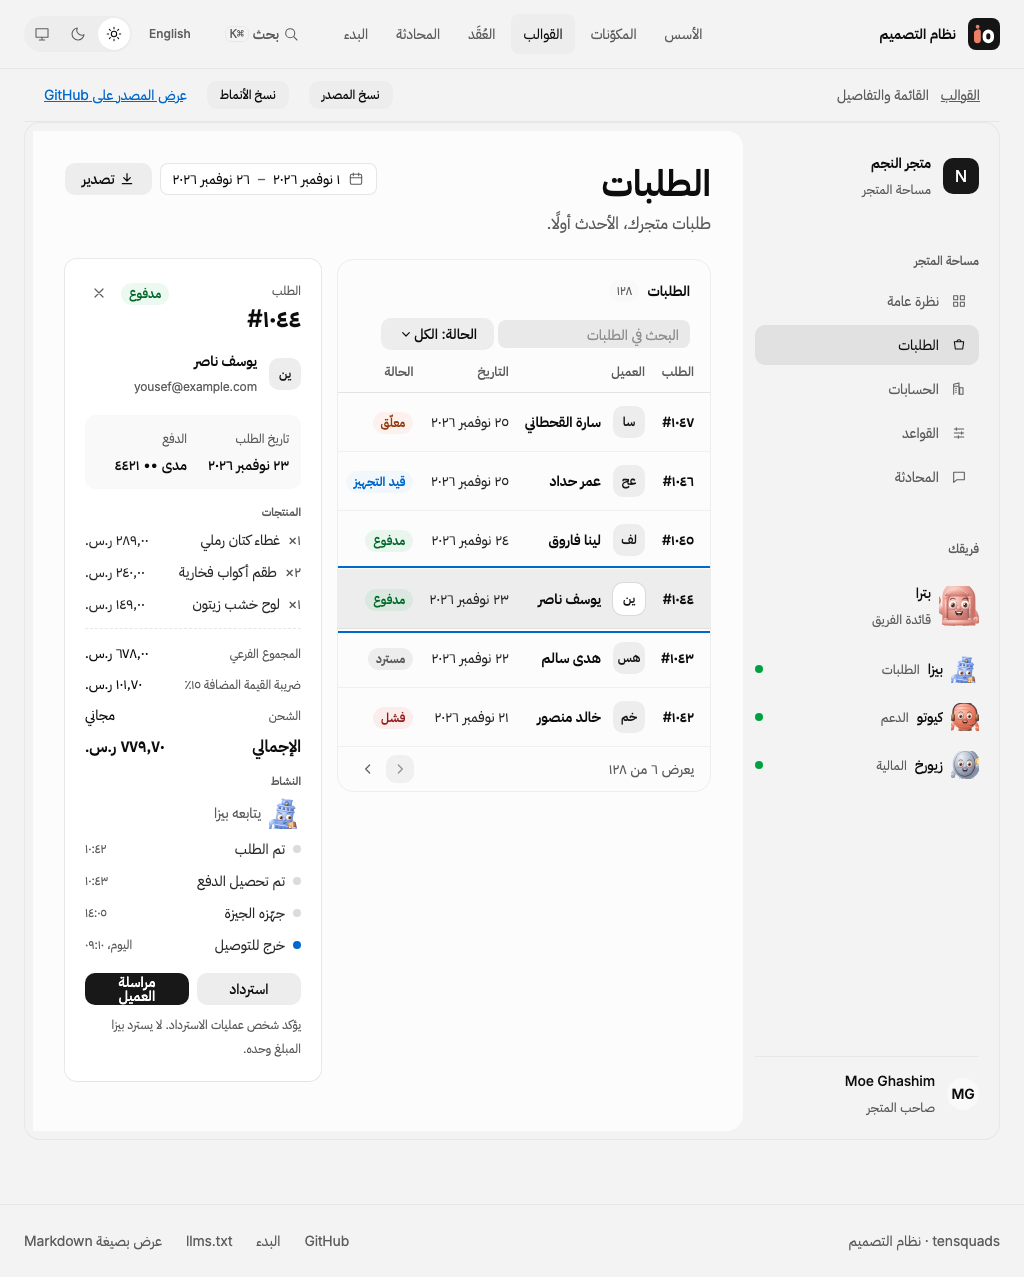 نظام التصميم
الأسس
المكوّنات
القوالب
العُقَد
المحادثة
البدء
بحث
⌘K
English
القوالب
القائمة والتفاصيل
نسخ المصدر
نسخ الأنماط
عرض المصدر على GitHub
N
متجر النجم
مساحة المتجر
مساحة المتجر
نظرة عامة
الطلبات
الحسابات
القواعد
المحادثة
فريقك
بترا
قائدة الفريق
بيزا الطلبات
كيوتو الدعم
زيورخ المالية
MG
Moe Ghashim
صاحب المتجر
الطلبات
طلبات متجرك، الأحدث أولًا.
١ نوفمبر ٢٠٢٦ – ٢٦ نوفمبر ٢٠٢٦
تصدير
الطلبات ١٢٨
البحث في الطلبات
الحالة: الكل
الطلب العميل التاريخ الحالة
#١٠٤٧ سا سارة القحطاني ٢٥ نوفمبر ٢٠٢٦ معلّق
#١٠٤٦ عح عمر حداد ٢٥ نوفمبر ٢٠٢٦ قيد التجهيز
#١٠٤٥ لف لينا فاروق ٢٤ نوفمبر ٢٠٢٦ مدفوع
#١٠٤٤ ين يوسف ناصر ٢٣ نوفمبر ٢٠٢٦ مدفوع
#١٠٤٣ هس هدى سالم ٢٢ نوفمبر ٢٠٢٦ مسترد
#١٠٤٢ خم خالد منصور ٢١ نوفمبر ٢٠٢٦ فشل
يعرض ٦ من ١٢٨
الطلب
#١٠٤٤
مدفوع
ين
يوسف ناصر
yousef@example.com
تاريخ الطلب الدفع
٢٣ نوفمبر ٢٠٢٦ مدى •• ٤٤٢١
المنتجات
١× غطاء كتان رملي ٢٨٩٫٠٠ ر.س.
٢× طقم أكواب فخارية ٢٤٠٫٠٠ ر.س.
١× لوح خشب زيتون ١٤٩٫٠٠ ر.س.
المجموع الفرعي ٦٧٨٫٠٠ ر.س.
ضريبة القيمة المضافة ١٥٪ ١٠١٫٧٠ ر.س.
الشحن مجاني
الإجمالي ٧٧٩٫٧٠ ر.س.
النشاط
يتابعه بيزا
تم الطلب ١٠:٤٢
تم تحصيل الدفع ١٠:٤٣
جهّزه الجيزة ١٤:٠٥
خرج للتوصيل اليوم، ٠٩:١٠
استرداد
مراسلة
العميل
يؤكد شخص عمليات الاسترداد. لا يسترد بيزا
المبلغ وحده.
tensquads · نظام التصميم
GitHub
البدء
llms.txt
عرض بصيغة Markdown